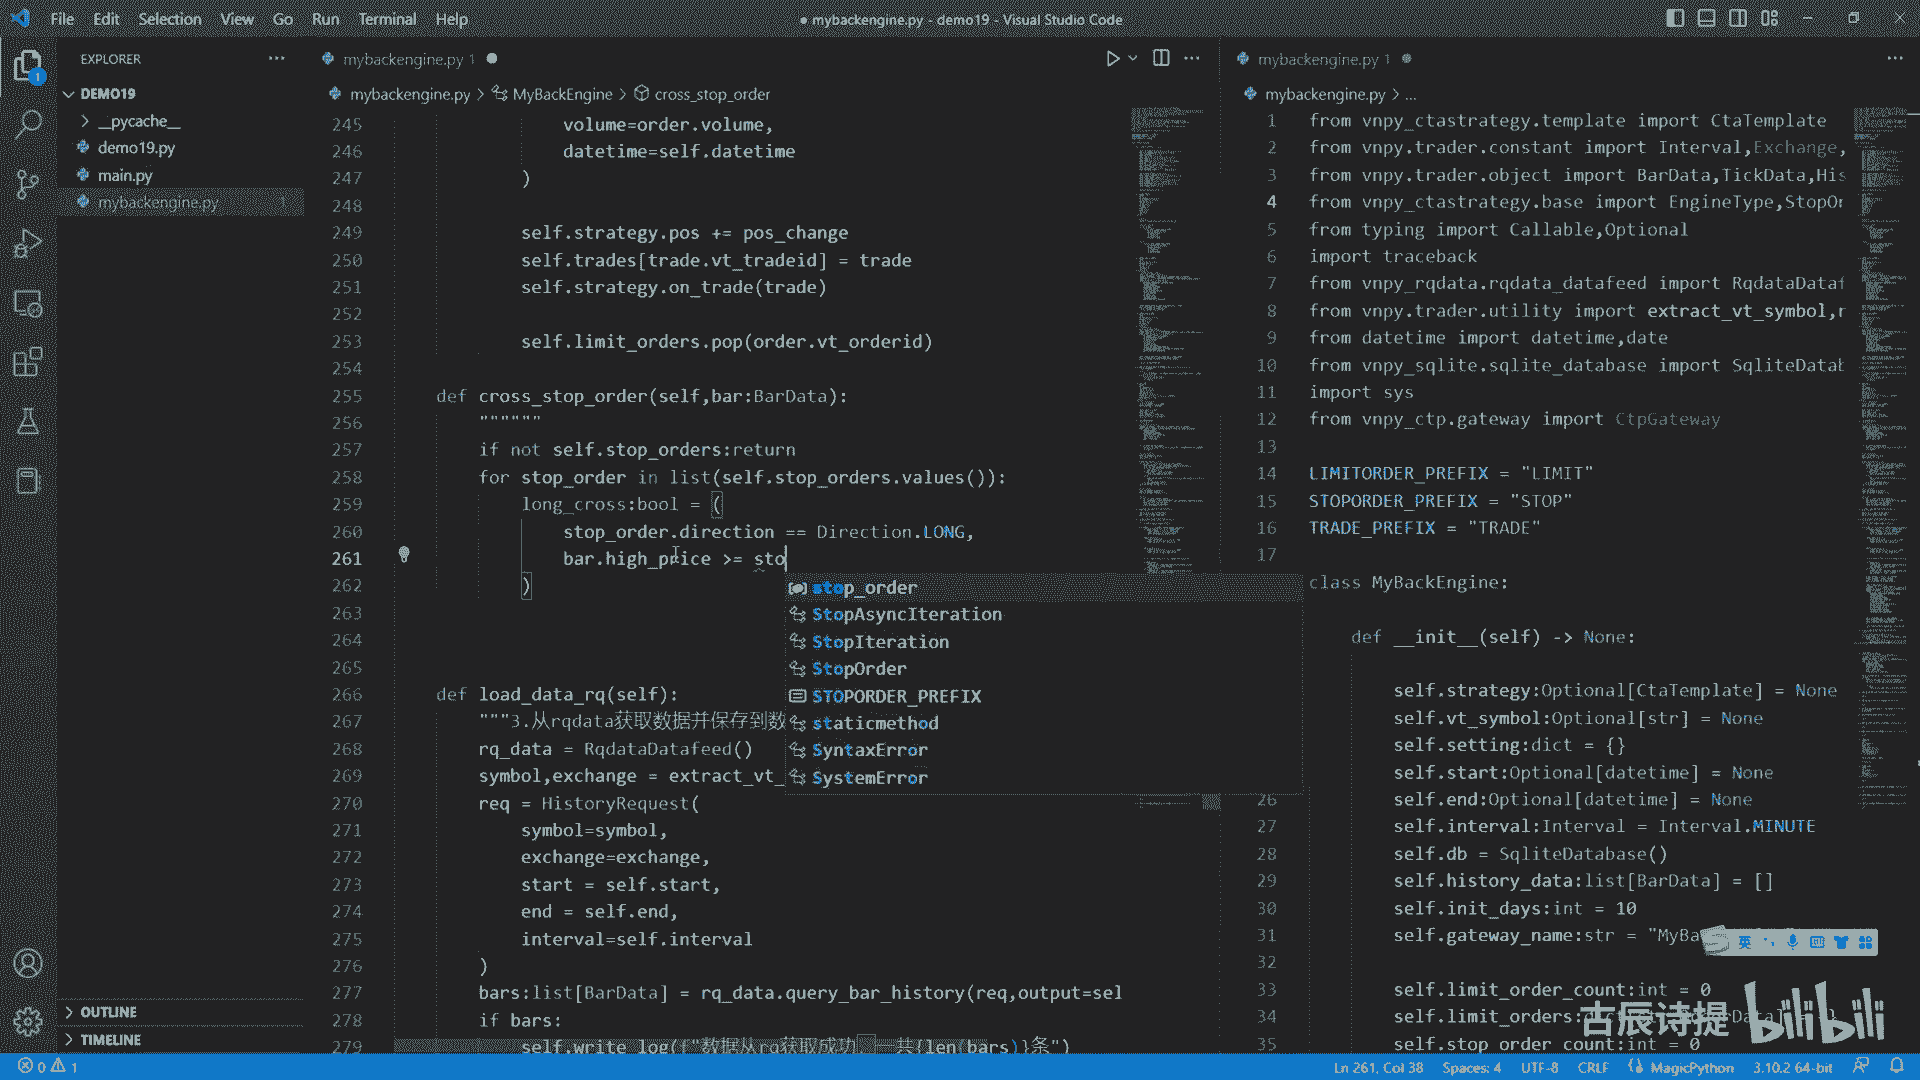 File Edit Selection View Go Run Terminal Help
● mybackengine.py - demo19 - Visual Studio Code
EXPLORER
DEMO19
__pycache__
demo19.py
main.py
mybackengine.py 1
OUTLINE
TIMELINE
mybackengine.py 1
mybackengine.py > MyBackEngine > cross_stop_order
245 volume=order.volume,
246 datetime=self.datetime
247 )
248
249 self.strategy.pos += pos_change
250 self.trades[trade.vt_tradeid] = trade
251 self.strategy.on_trade(trade)
252
253 self.limit_orders.pop(order.vt_orderid)
254
255 def cross_stop_order(self,bar:BarData):
256 """"""
257 if not self.stop_orders:return
258 for stop_order in list(self.stop_orders.values()):
259 long_cross:bool = (
260 stop_order.direction == Direction.LONG,
261 bar.high_price >= sto
262 )
263
264
265
266 def load_data_rq(self):
267 """3.从rqdata获取数据并保存到数
268 rq_data = RqdataDatafeed()
269 symbol,exchange = extract_vt_
270 req = HistoryRequest(
271 symbol=symbol,
272 exchange=exchange,
273 start = self.start,
274 end = self.end,
275 interval=self.interval
276 )
277 bars:list[BarData] = rq_data.query_bar_history(req,output=sel
278 if bars:
279 self.write_log(f"数据从rq获取成功，一共{len(bars)}条")
stop_order
StopAsyncIteration
StopIteration
StopOrder
STOPORDER_PREFIX
staticmethod
SyntaxError
SystemError
mybackengine.py 1
mybackengine.py > ...
1 from vnpy_ctastrategy.template import CtaTemplate
2 from vnpy.trader.constant import Interval,Exchange,
3 from vnpy.trader.object import BarData,TickData,His
4 from vnpy_ctastrategy.base import EngineType,StopOr
5 from typing import Callable,Optional
6 import traceback
7 from vnpy_rqdata.rqdata_datafeed import RqdataDataf
8 from vnpy.trader.utility import extract_vt_symbol,r
9 from datetime import datetime,date
10 from vnpy_sqlite.sqlite_database import SqliteDatab
11 import sys
12 from vnpy_ctp.gateway import CtpGateway
13
14 LIMITORDER_PREFIX = "LIMIT"
15 STOPORDER_PREFIX = "STOP"
16 TRADE_PREFIX = "TRADE"
17
class MyBackEngine:
def __init__(self) -> None:
self.strategy:Optional[CtaTemplate] = None
self.vt_symbol:Optional[str] = None
self.setting:dict = {}
self.start:Optional[datetime] = None
26 self.end:Optional[datetime] = None
27 self.interval:Interval = Interval.MINUTE
28 self.db = SqliteDatabase()
29 self.history_data:list[BarData] = []
30 self.init_days:int = 10
31 self.gateway_name:str = "MyBa
32
33 self.limit_order_count:int = 0
34 self.limit_orders:
35 self.stop_order_count:int = 0
英
古辰诗提 bilibili
0 1
Ln 261, Col 38 Spaces: 4 UTF-8 CRLF MagicPython 3.10.2 64-bit